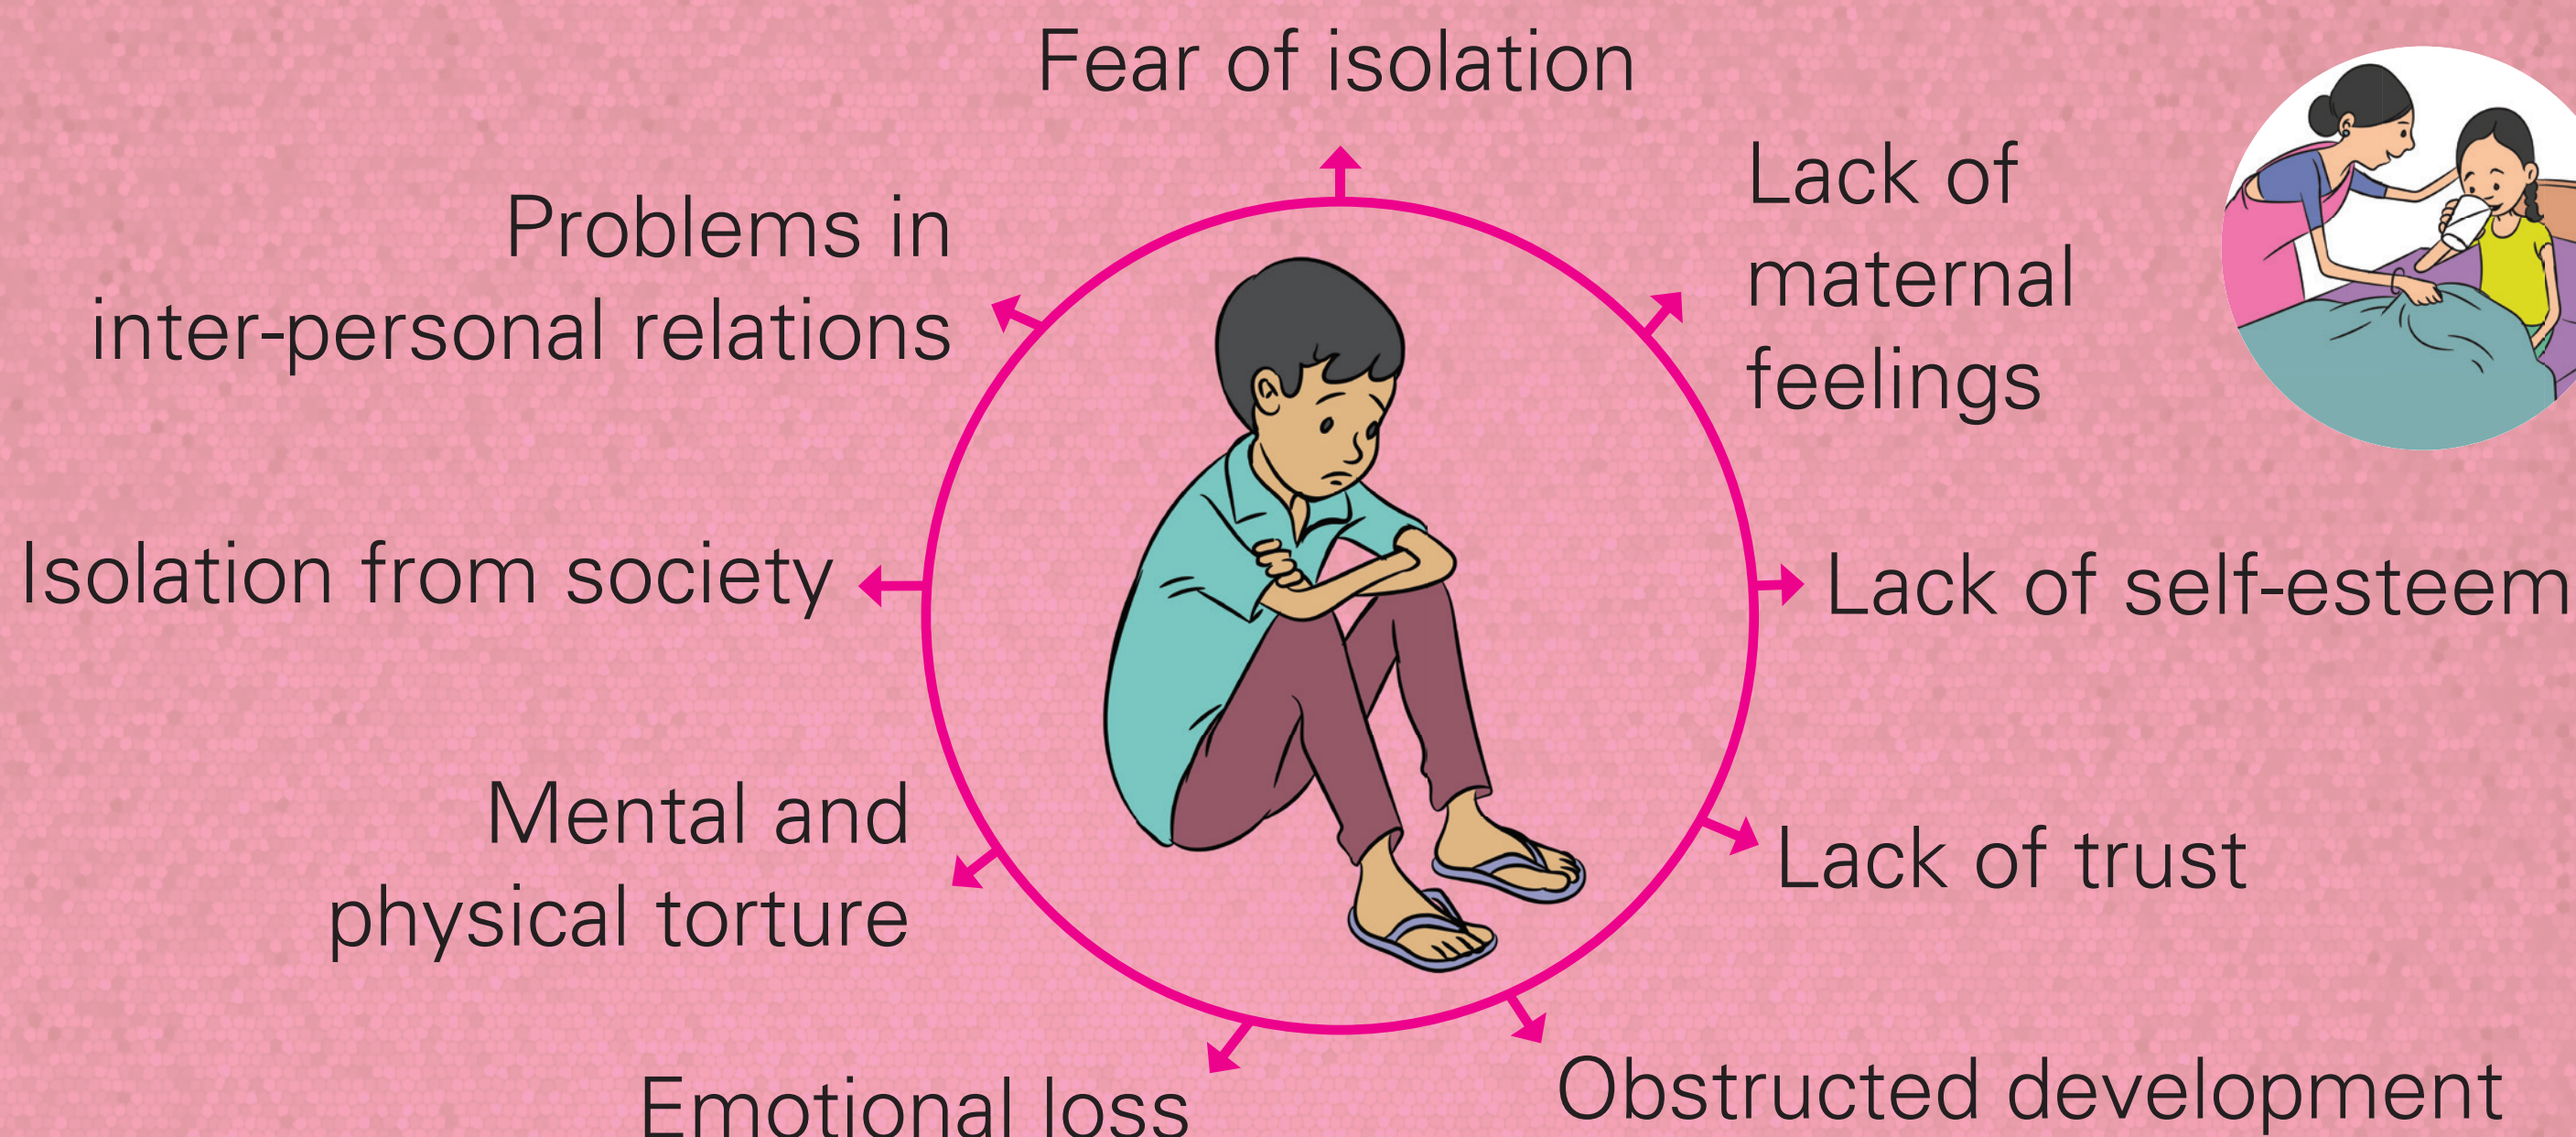 Fear of isolation
Lack of
maternal
feelings
Lack of self-esteem
Lack of trust
Obstructed development
Emotional loss
Mental and
physical torture
Isolation from society
Problems in
inter-personal relations